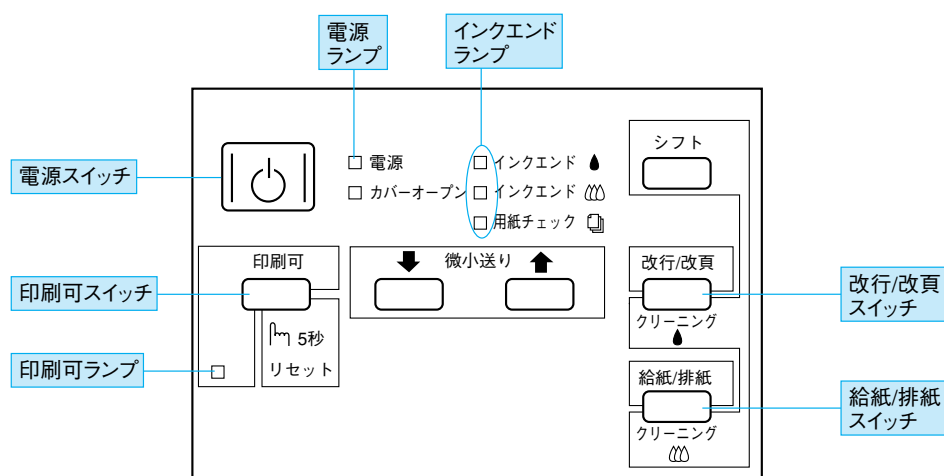 電源
ランプ
インクエンド
ランプ
電源スイッチ
電源
インクエンド
シフト
カバーオープン
インクエンド
用紙チェック
印刷可
微小送り
改行/改頁
印刷可スイッチ
改行/改頁
スイッチ
クリーニング
5秒
リセット
印刷可ランプ
給紙/排紙
給紙/排紙
スイッチ
クリーニング